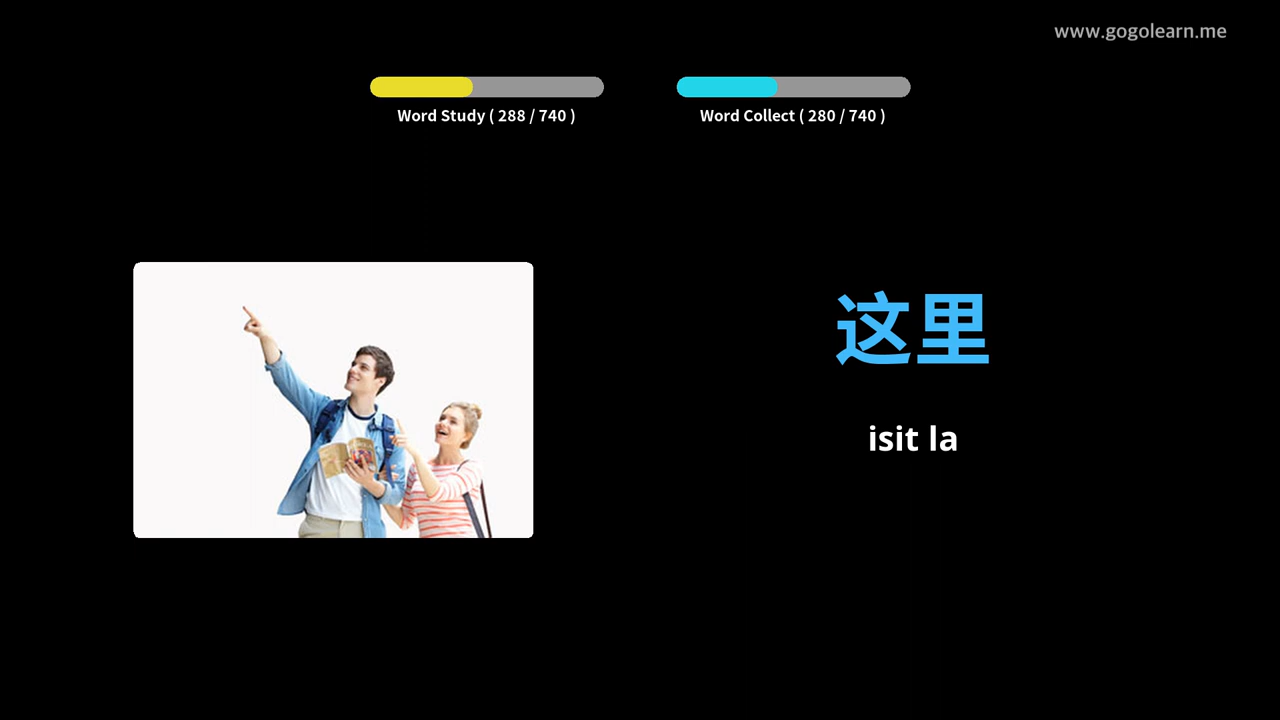 www.gogolearn.me
Word Study ( 288 / 740 )
Word Collect ( 280 / 740 )
这里
isit la